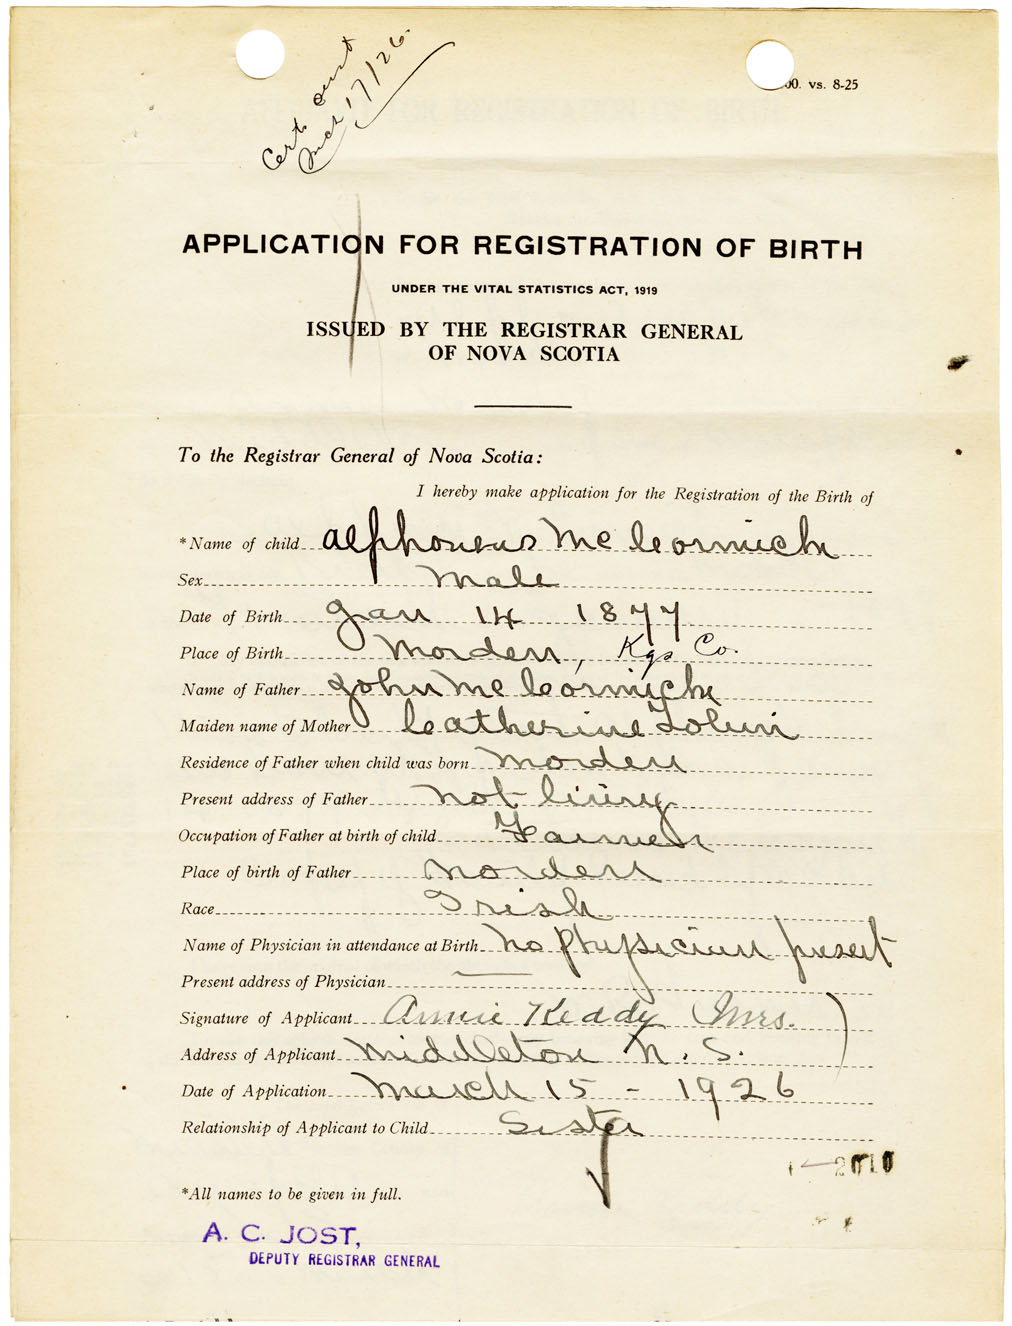 Cert. sent
Mch 17/26.
00. vs. 8-25
APPLICATION FOR REGISTRATION OF BIRTH
UNDER THE VITAL STATISTICS ACT, 1919
ISSUED BY THE REGISTRAR GENERAL
OF NOVA SCOTIA
To the Registrar General of Nova Scotia:
I hereby make application for the Registration of the Birth of
*Name of child Alphonsus McCormick
Sex Male
Date of Birth Jan 14 1877
Place of Birth Morden, Kgs Co.
Name of Father John McCormick
Maiden name of Mother Catherine
Residence of Father when child was born Morden
Present address of Father not living
Occupation of Father at birth of child Farmer
Place of birth of Father Morden
Race Irish
Name of Physician in attendance at Birth No Physician present
Present address of Physician —
Signature of Applicant Annie Keddy (Mrs.)
Address of Applicant Middleton N. S.
Date of Application March 15 - 1926
Relationship of Applicant to Child Sister
2010
*All names to be given in full.
A. C. JOST,
DEPUTY REGISTRAR GENERAL